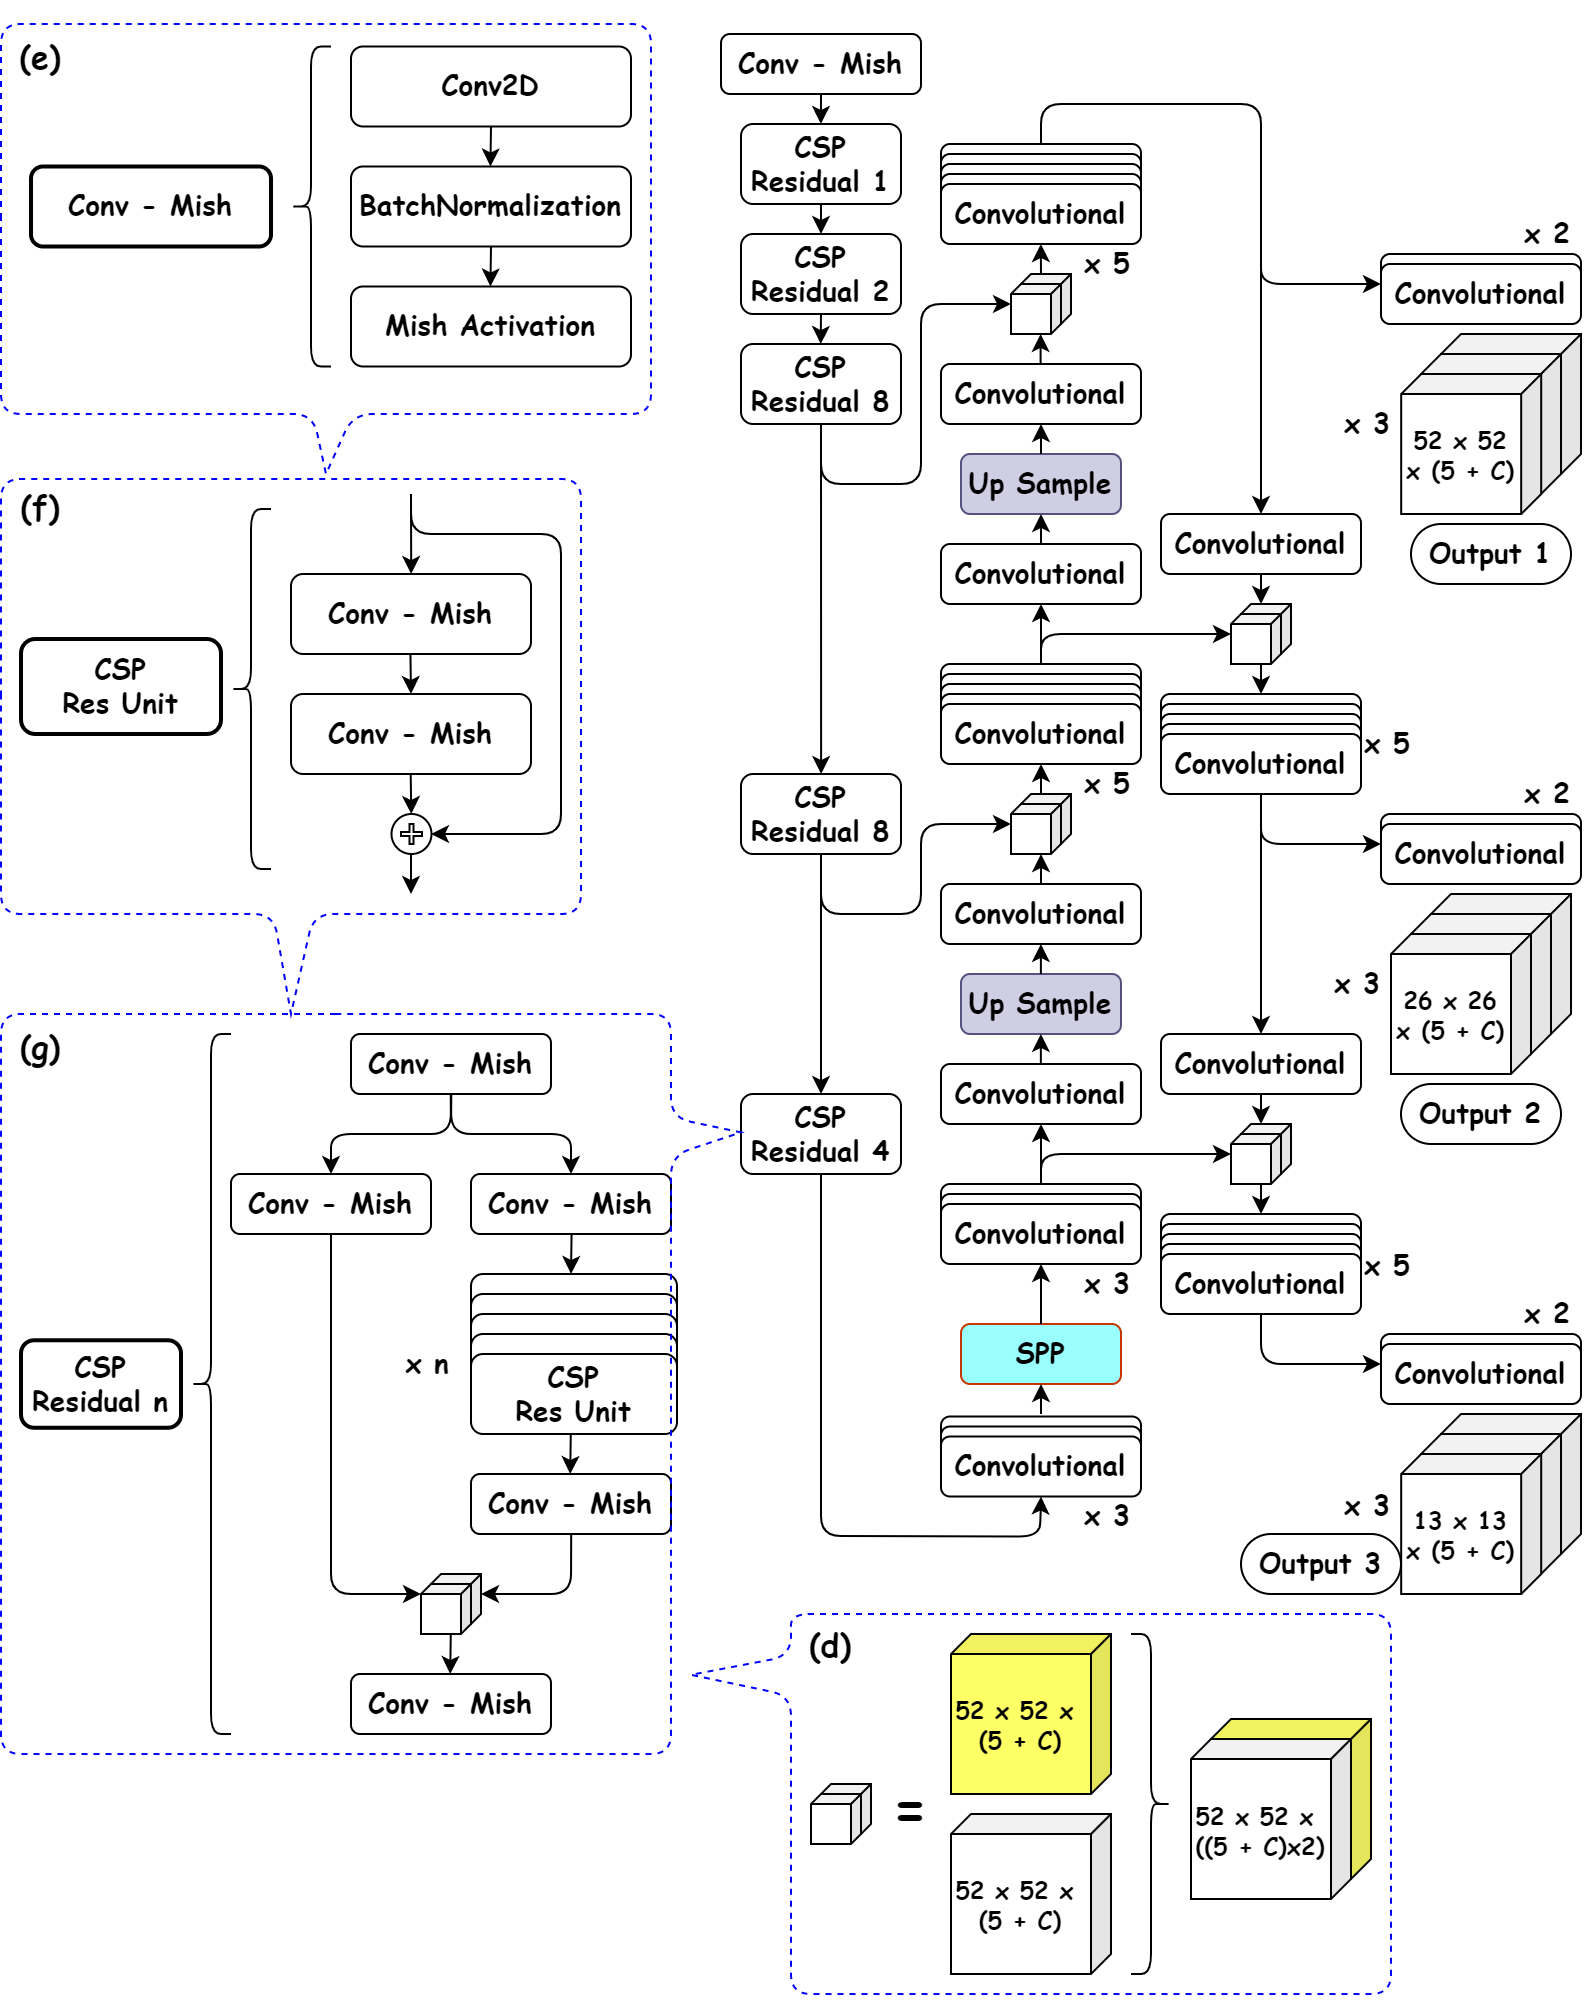 (e)
Conv - Mish
Conv2D
BatchNormalization
Mish Activation
(f)
CSP
Res Unit
Conv - Mish
Conv - Mish
(g)
CSP
Residual n
Conv - Mish
Conv - Mish
Conv - Mish
x n
CSP
Res Unit
Conv - Mish
Conv - Mish
Conv - Mish
CSP
Residual 1
CSP
Residual 2
CSP
Residual 8
CSP
Residual 8
CSP
Residual 4
Convolutional
x 5
Convolutional
Up Sample
Convolutional
Convolutional
x 5
Convolutional
Up Sample
Convolutional
Convolutional
x 3
SPP
Convolutional
x 3
Convolutional
Convolutional
x 5
Convolutional
Convolutional
x 5
x 2
Convolutional
x 3
52 x 52
x (5 + C)
Output 1
x 2
Convolutional
x 3
26 x 26
x (5 + C)
Output 2
x 2
Convolutional
x 3
13 x 13
x (5 + C)
Output 3
(d)
=
52 x 52 x
(5 + C)
52 x 52 x
(5 + C)
52 x 52 x
((5 + C)x2)